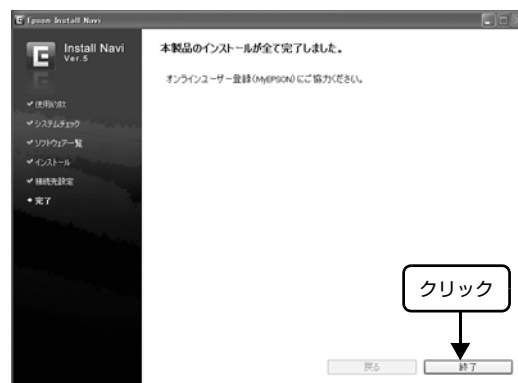 Epson Install Navi
Install Navi
Ver.5
✔使用許諾
✔システムチェック
✔ソフトウェア一覧
✔インストール
✔接続先設定
•完了
本製品のインストールが全て完了しました。
オンラインユーザー登録(MyEPSON)にご協力ください。
クリック
戻る
終了